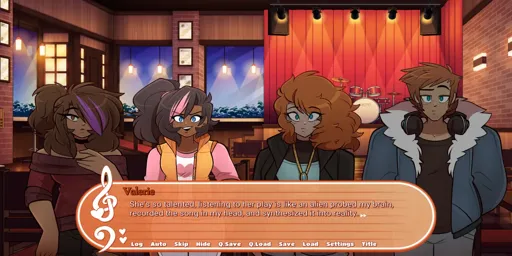 Valerie
She's so talented, listening to her play is like an alien probed my brain,
recorded the song in my head, and synthesized it into reality.
Log Auto Skip Hide Q.Save Q.Load Save Load Settings Title